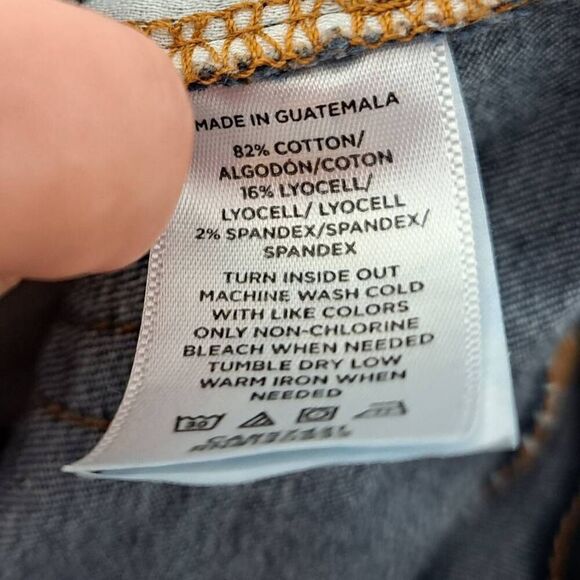 MADE IN GUATEMALA
82% COTTON/
ALGODÓN/COTON
16% LYOCELL/
LYOCELL/ LYOCELL
2% SPANDEX/SPANDEX/
SPANDEX
TURN INSIDE OUT
MACHINE WASH COLD
WITH LIKE COLORS
ONLY NON-CHLORINE
BLEACH WHEN NEEDED
TUMBLE DRY LOW
WARM IRON WHEN
NEEDED
30